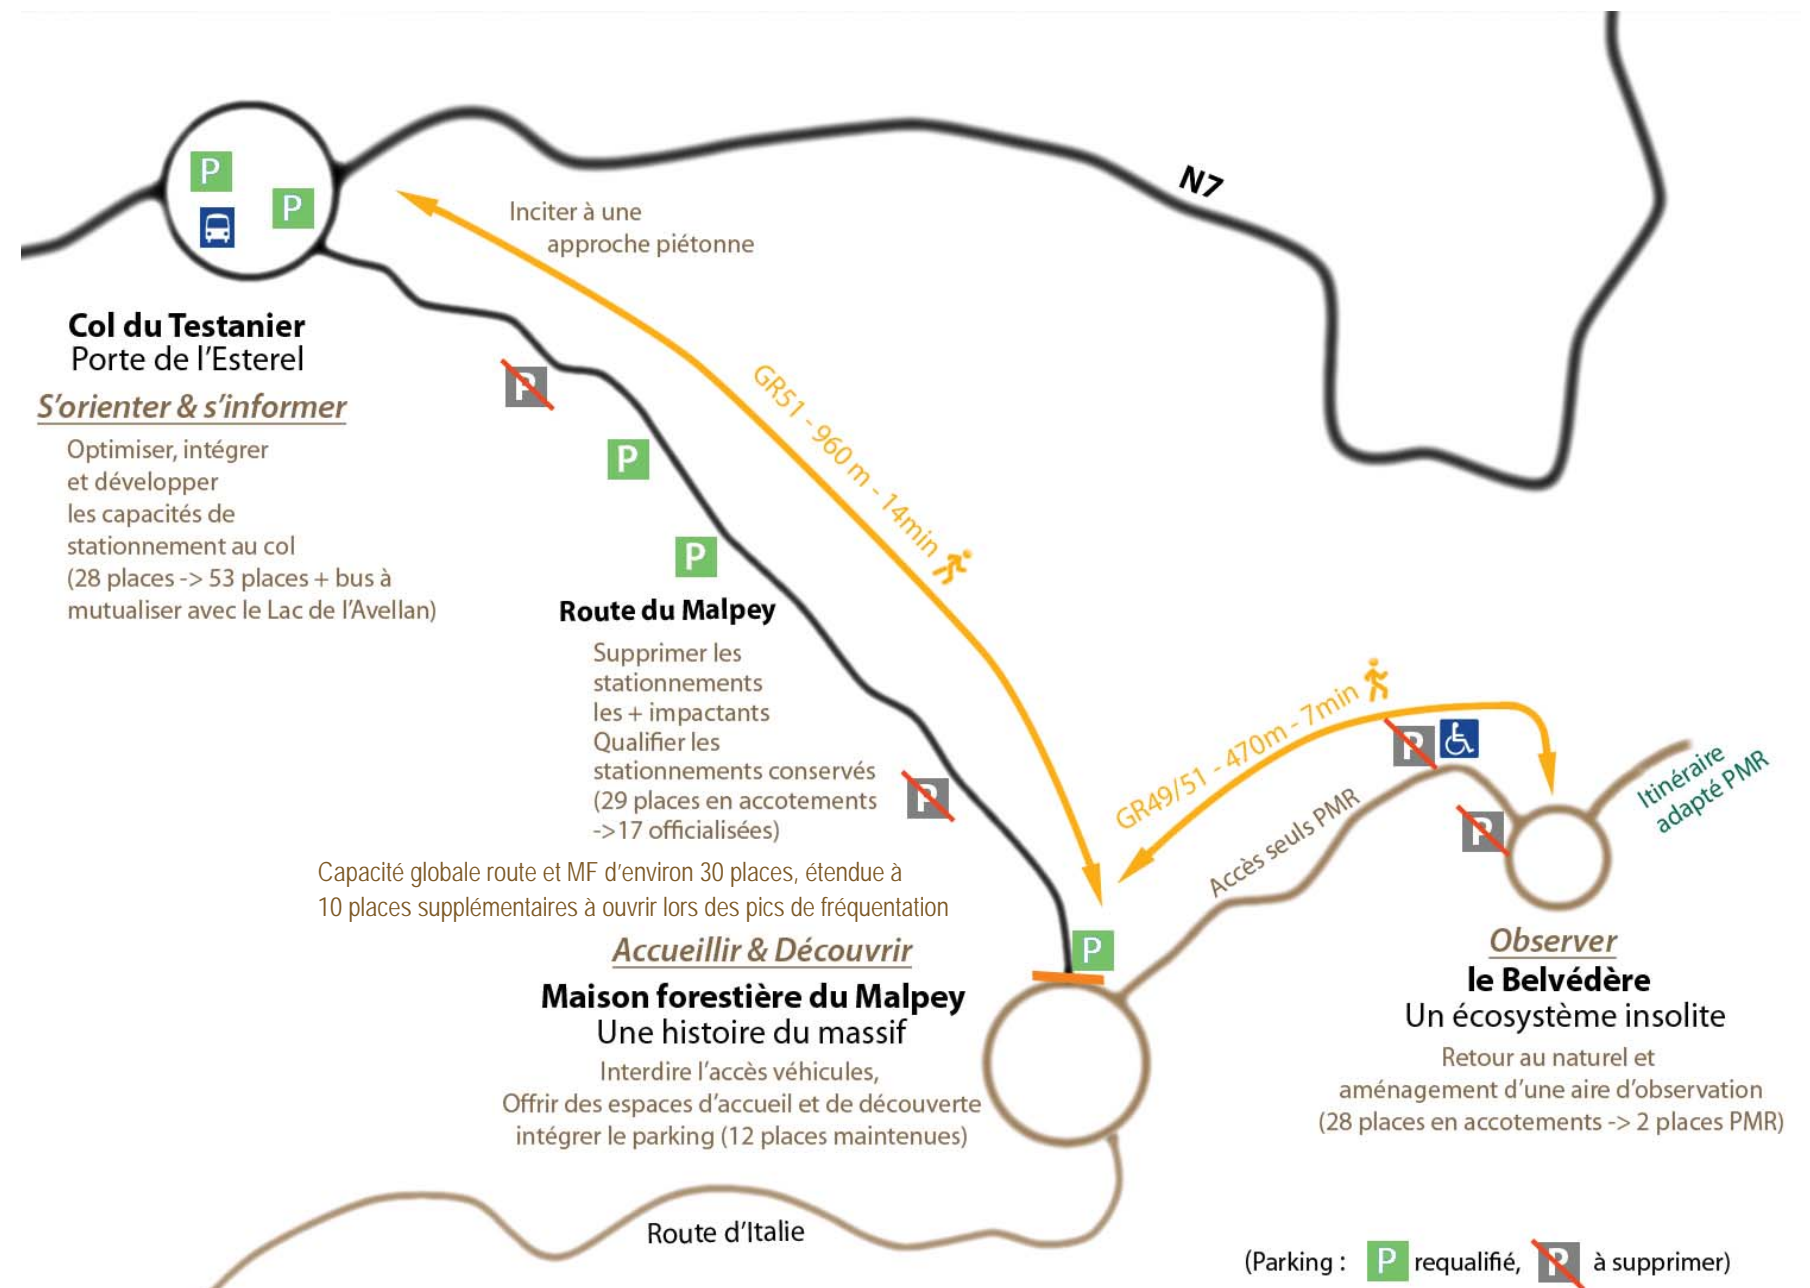 N7
P
P
Inciter à une
approche piétonne
Col du Testanier
Porte de l'Esterel
S'orienter & s'informer
Optimiser, intégrer
et développer
les capacités de
stationnement au col
(28 places -> 53 places + bus à
mutualiser avec le Lac de l'Avellan)
P
P
P
GR51 - 960 m - 14min
Route du Malpey
Supprimer les
stationnements
les + impactants
Qualifier les
stationnements conservés
(29 places en accotements
->17 officialisées)
P
Capacité globale route et MF d'environ 30 places, étendue à
10 places supplémentaires à ouvrir lors des pics de fréquentation
Accueillir & Découvrir
Maison forestière du Malpey
Une histoire du massif
Interdire l'accès véhicules,
Offrir des espaces d'accueil et de découverte
intégrer le parking (12 places maintenues)
P
GR49/51 - 470m - 7min
P
P
Accès seuls PMR
Itinéraire
adapté PMR
Observer
le Belvédère
Un écosystème insolite
Retour au naturel et
aménagement d'une aire d'observation
(28 places en accotements -> 2 places PMR)
Route d'Italie
(Parking : P requalifié, P à supprimer)